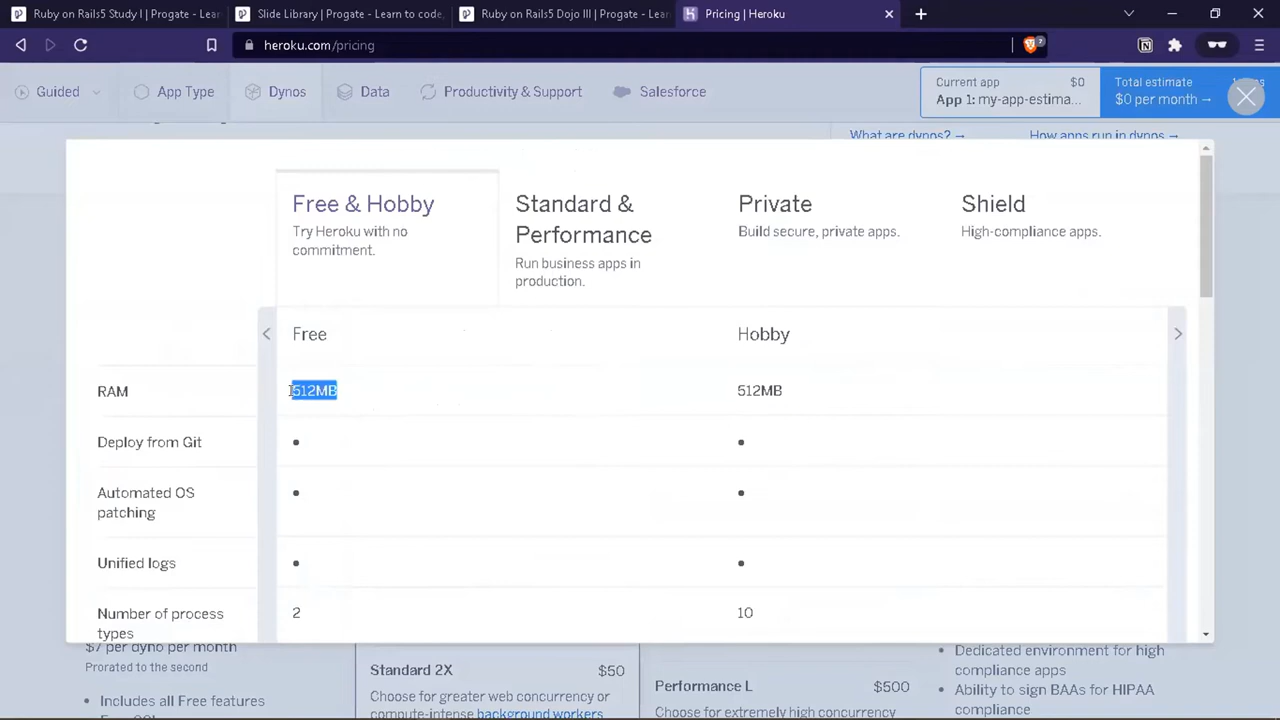 Ruby on Rails5 Study I | Progate - Lear
Slide Library | Progate - Learn to code,
Ruby on Rails5 Dojo III | Progate - Lear
Pricing | Heroku
heroku.com/pricing
Guided
App Type
Dynos
Data
Productivity & Support
Salesforce
Current app
$0
App 1: my-app-estima...
Total estimate
$0 per month →
What are dynos? →
How apps run in dynos →
Free & Hobby
Try Heroku with no
commitment.
Standard &
Performance
Run business apps in
production.
Private
Build secure, private apps.
Shield
High-compliance apps.
Free
Hobby
RAM
512MB
512MB
Deploy from Git
•
•
Automated OS
patching
•
•
Unified logs
•
•
Number of process
types
2
10
$7 per dyno per month
Prorated to the second
• Includes all Free features
Standard 2X
$50
Choose for greater web concurrency or
compute-intense background workers
Performance L
$500
Choose for extremely high concurrency
• Dedicated environment for high
compliance apps
• Ability to sign BAAs for HIPAA
compliance